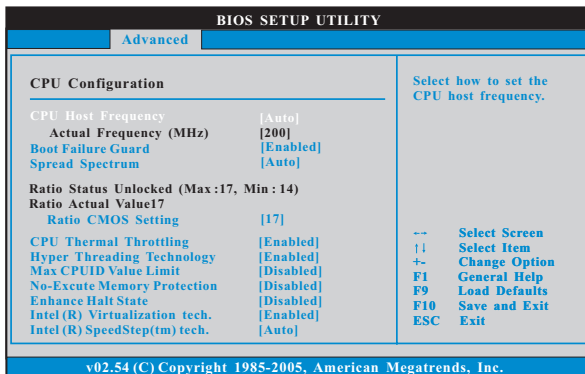 BIOS SETUP UTILITY
Advanced
CPU Configuration
CPU Host Frequency [Auto]
Actual Frequency (MHz) [200]
Boot Failure Guard [Enabled]
Spread Spectrum [Auto]
Ratio Status Unlocked (Max :17, Min : 14)
Ratio Actual Value17
Ratio CMOS Setting [17]
CPU Thermal Throttling [Enabled]
Hyper Threading Technology [Enabled]
Max CPUID Value Limit [Disabled]
No-Excute Memory Protection [Disabled]
Enhance Halt State [Disabled]
Intel (R) Virtualization tech. [Enabled]
Intel (R) SpeedStep(tm) tech. [Auto]
Select how to set the
CPU host frequency.
←→ Select Screen
↑↓ Select Item
+- Change Option
F1 General Help
F9 Load Defaults
F10 Save and Exit
ESC Exit
v02.54 (C) Copyright 1985-2005, American Megatrends, Inc.